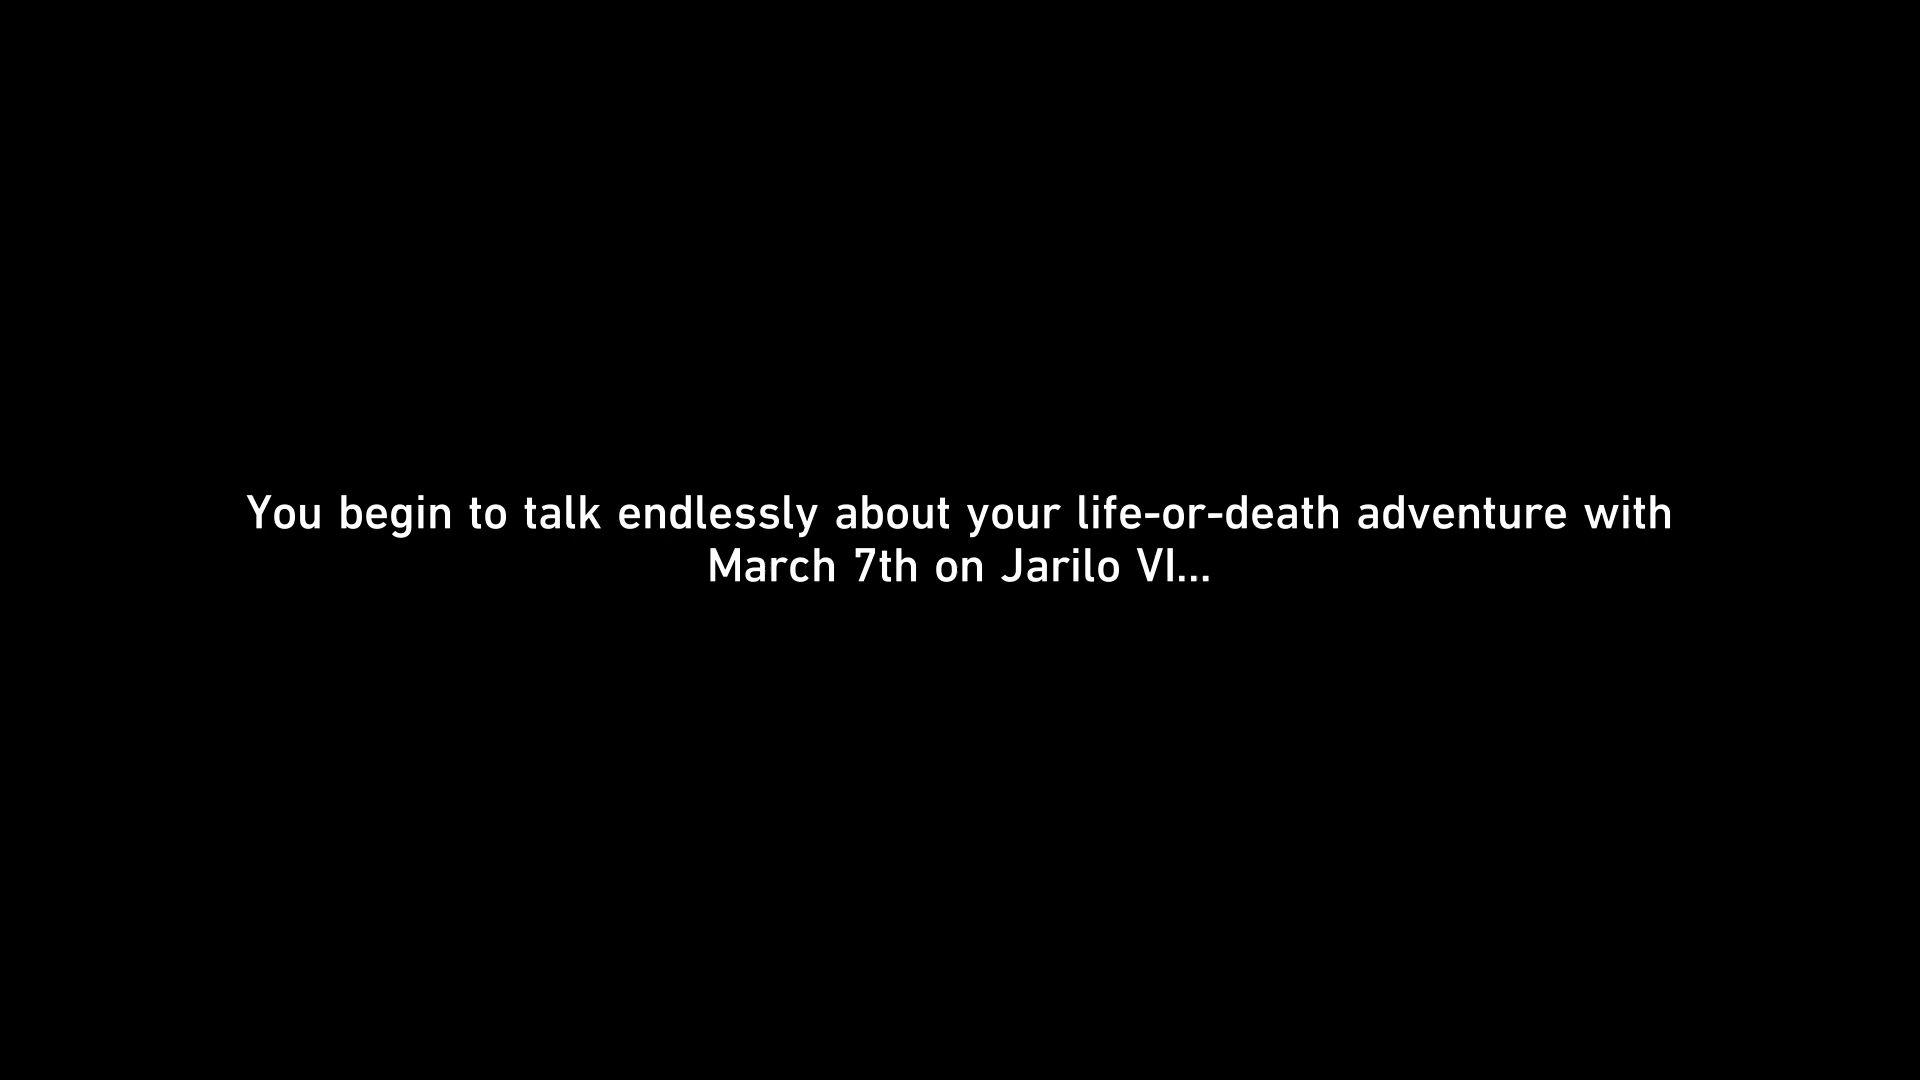 You begin to talk endlessly about your life-or-death adventure with
March 7th on Jarilo VI...